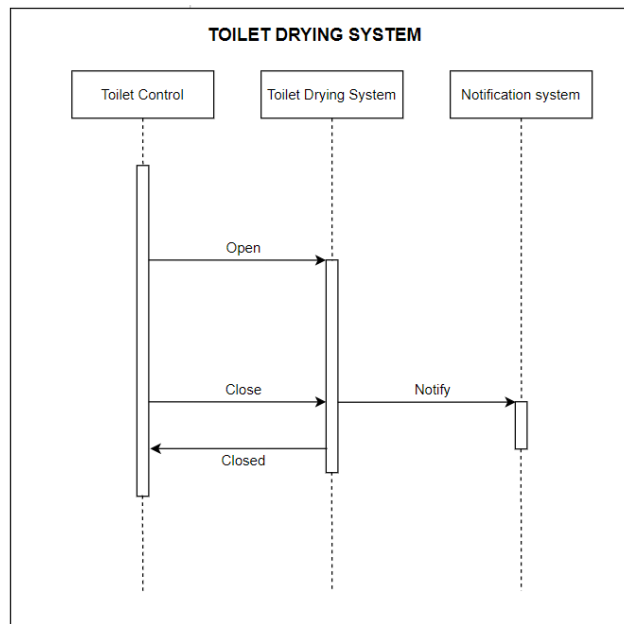 TOILET DRYING SYSTEM
Toilet Control
Toilet Drying System
Notification system
Open
Close
Notify
Closed